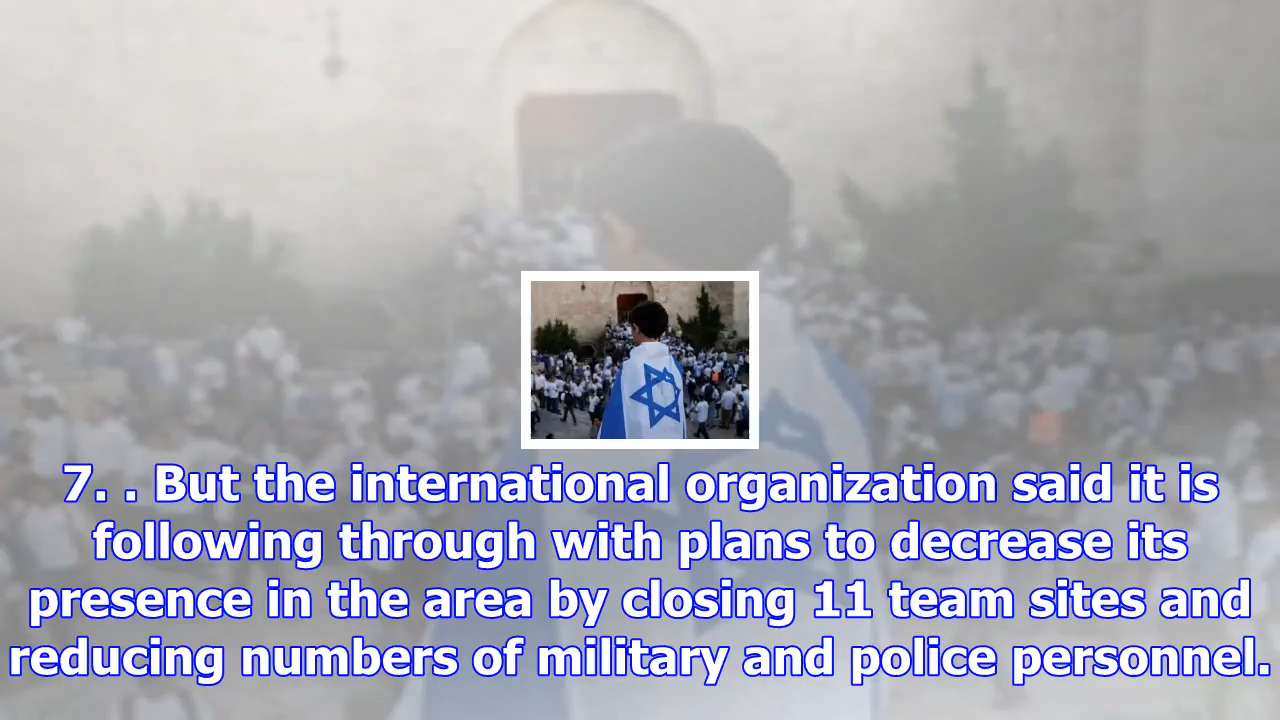 7. . But the international organization said it is
following through with plans to decrease its
presence in the area by closing 11 team sites and
reducing numbers of military and police personnel.